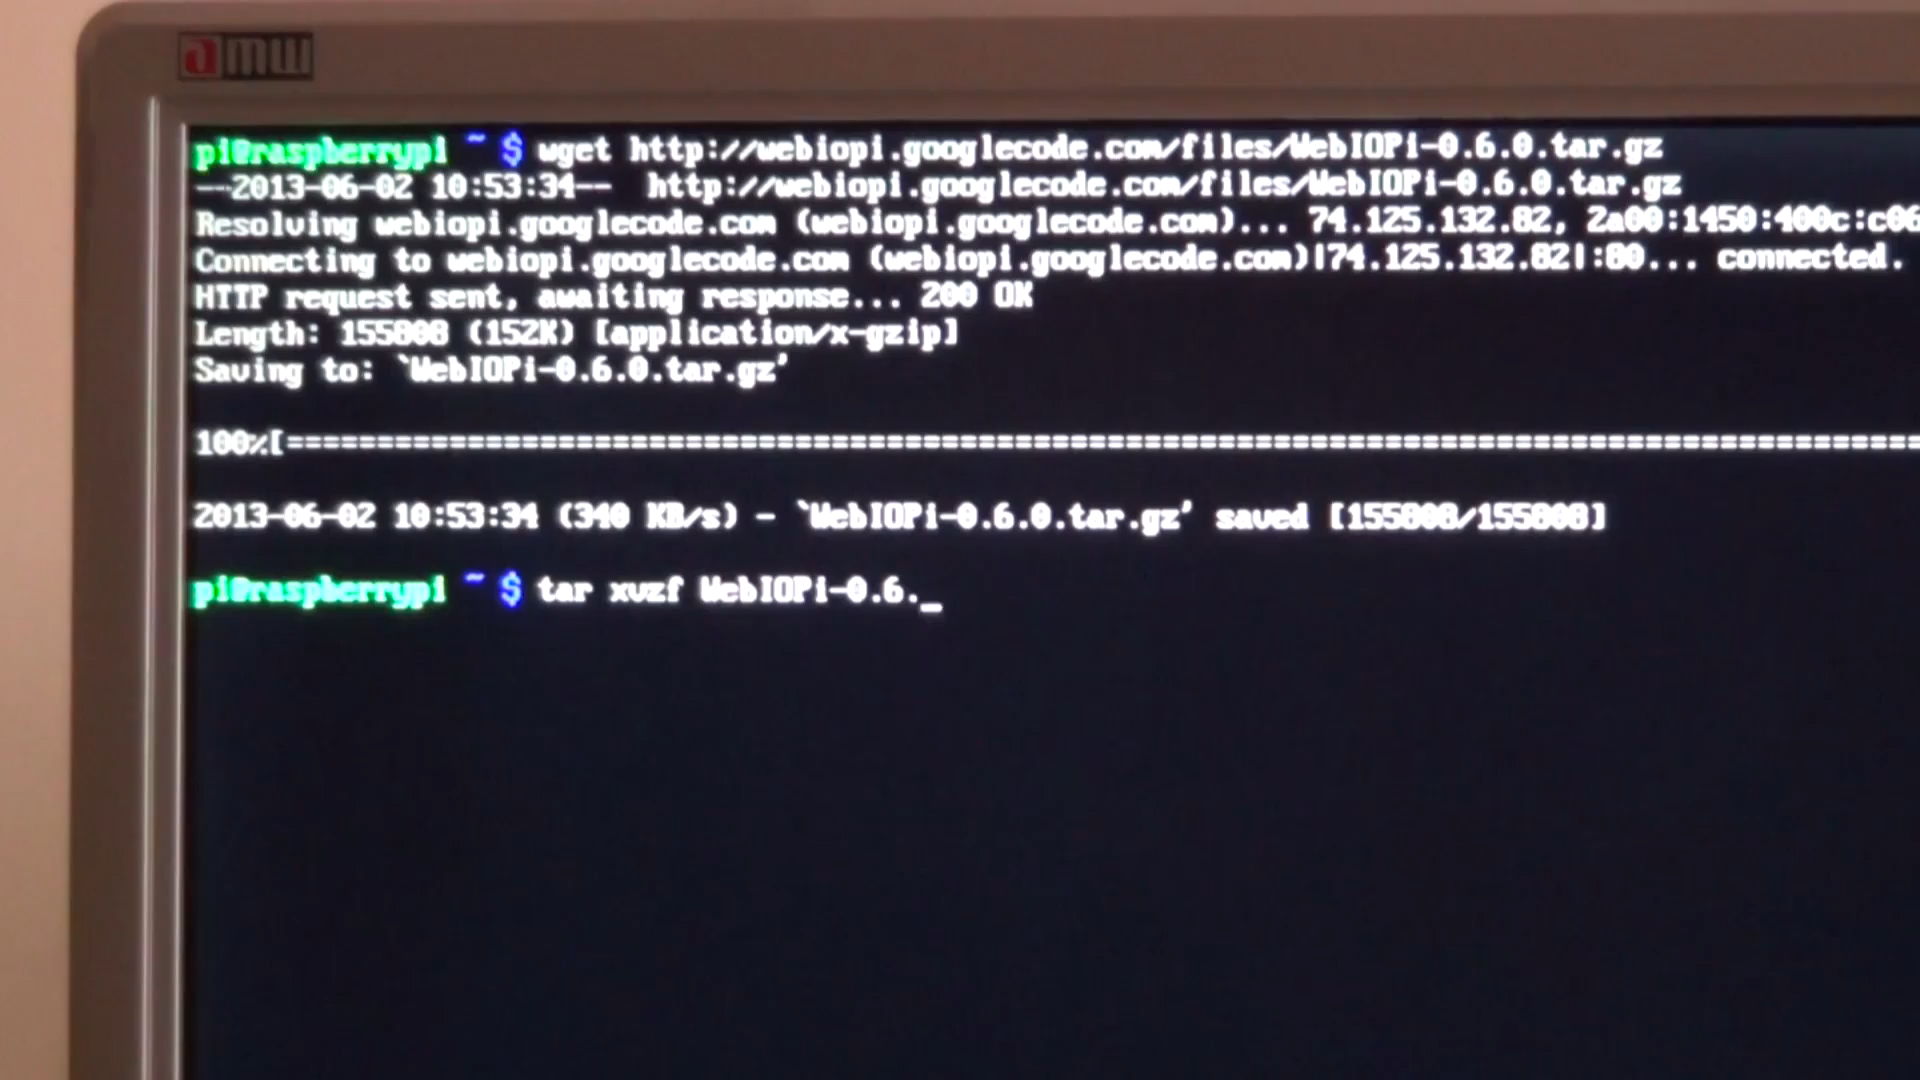 amw
pi@raspberrypi ~ $ wget http://webiopi.googlecode.com/files/WebIOPi-0.6.0.tar.gz
--2013-06-02 10:53:34--  http://webiopi.googlecode.com/files/WebIOPi-0.6.0.tar.gz
Resolving webiopi.googlecode.com (webiopi.googlecode.com)... 74.125.132.82, 2a00:1450:400c:c06
Connecting to webiopi.googlecode.com (webiopi.googlecode.com)|74.125.132.82|:80... connected.
HTTP request sent, awaiting response... 200 OK
Length: 155808 (152K) [application/x-gzip]
Saving to: `WebIOPi-0.6.0.tar.gz'
100%[===========================================================================================
2013-06-02 10:53:34 (340 KB/s) - `WebIOPi-0.6.0.tar.gz' saved [155808/155808]
pi@raspberrypi ~ $ tar xvzf WebIOPi-0.6._